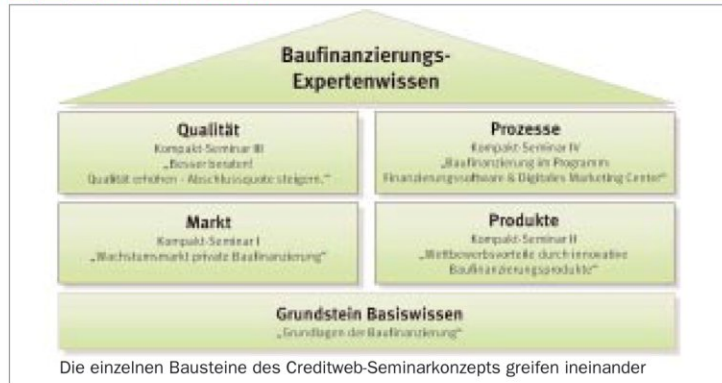 Baufinanzierungs-
Expertenwissen
Qualität
Kompakt-Seminar III
„Besser beraten!
Qualität erhöhen - Abschlussquote steigern.“
Prozesse
Kompakt-Seminar IV
„Baufinanzierung im Programm
Finanzierungssoftware & Digitales Marketing Center“
Markt
Kompakt-Seminar I
„Wachstumsmarkt private Baufinanzierung“
Produkte
Kompakt-Seminar II
„Wettbewerbsvorteile durch innovative
Baufinanzierungsprodukte“
Grundstein Basiswissen
„Grundlagen der Baufinanzierung“
Die einzelnen Bausteine des Creditweb-Seminarkonzepts greifen ineinander